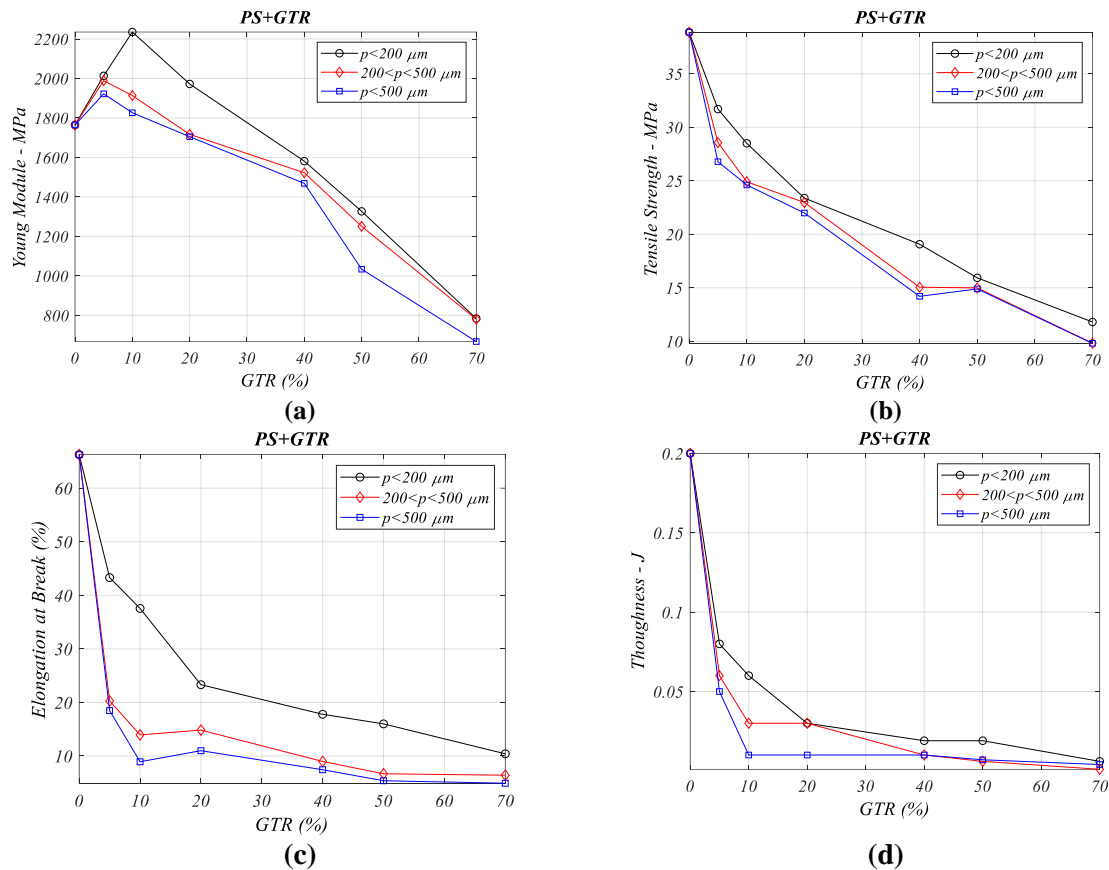 PS+GTR
2200
2000
1800
1600
1400
1200
1000
800
Young Module - MPa
p<200 μm
200<p<500 μm
p<500 μm
0 10 20 30 40 50 60 70
GTR (%)
(a)
PS+GTR
35
30
25
20
15
10
Tensile Strength - MPa
p<200 μm
200<p<500 μm
p<500 μm
0 10 20 30 40 50 60 70
GTR (%)
(b)
PS+GTR
60
50
40
30
20
10
Elongation at Break (%)
p<200 μm
200<p<500 μm
p<500 μm
0 10 20 30 40 50 60 70
GTR (%)
(c)
PS+GTR
0.2
0.15
0.1
0.05
Thoughness - J
p<200 μm
200<p<500 μm
p<500 μm
0 10 20 30 40 50 60 70
GTR (%)
(d)